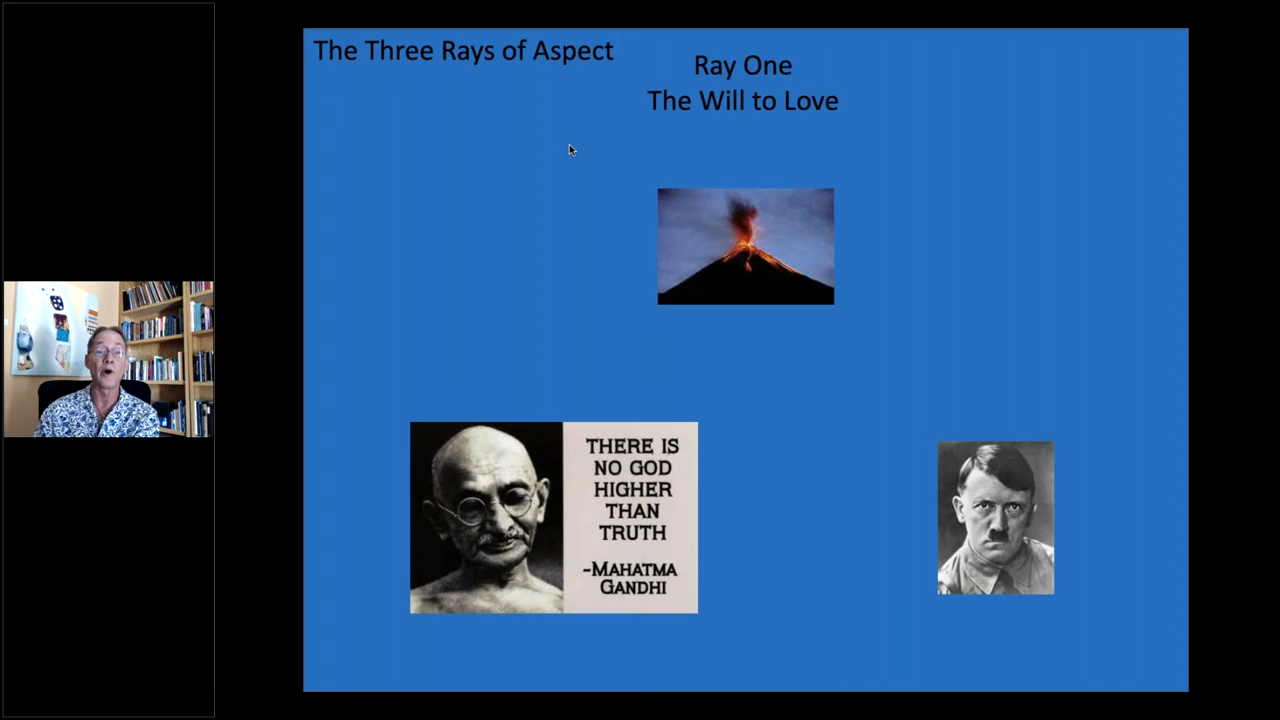 The Three Rays of Aspect
Ray One
The Will to Love
THERE IS
NO GOD
HIGHER
THAN
TRUTH
-MAHATMA
GANDHI